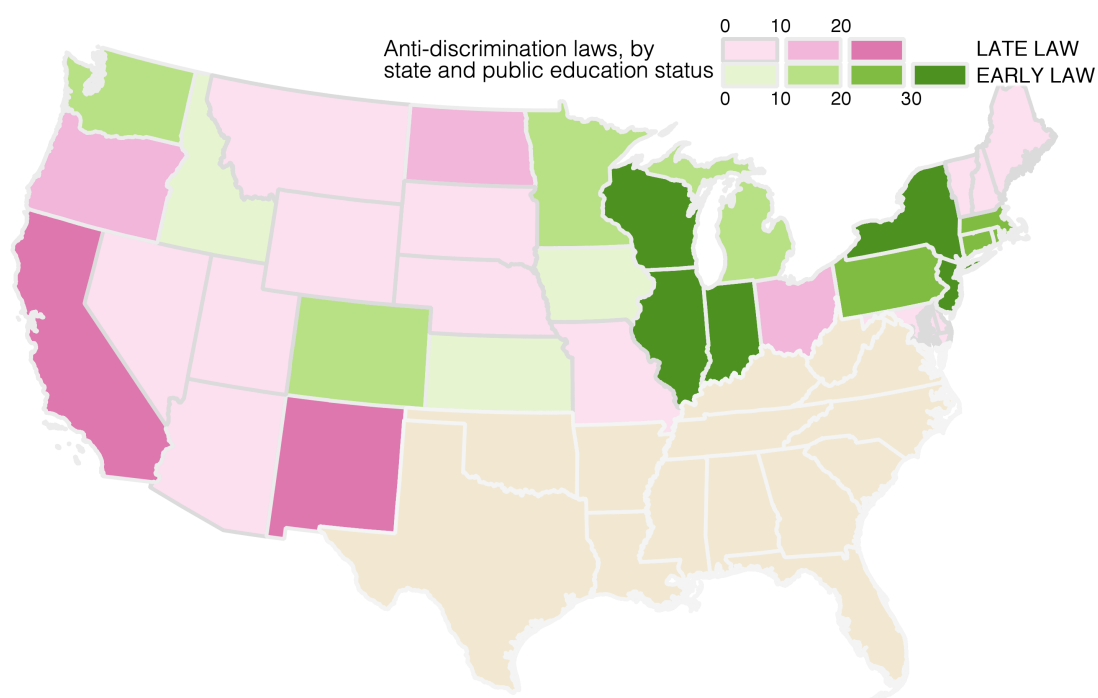 0 10 20
Anti-discrimination laws, by
LATE LAW
state and public education status
EARLY LAW
0 10 20 30